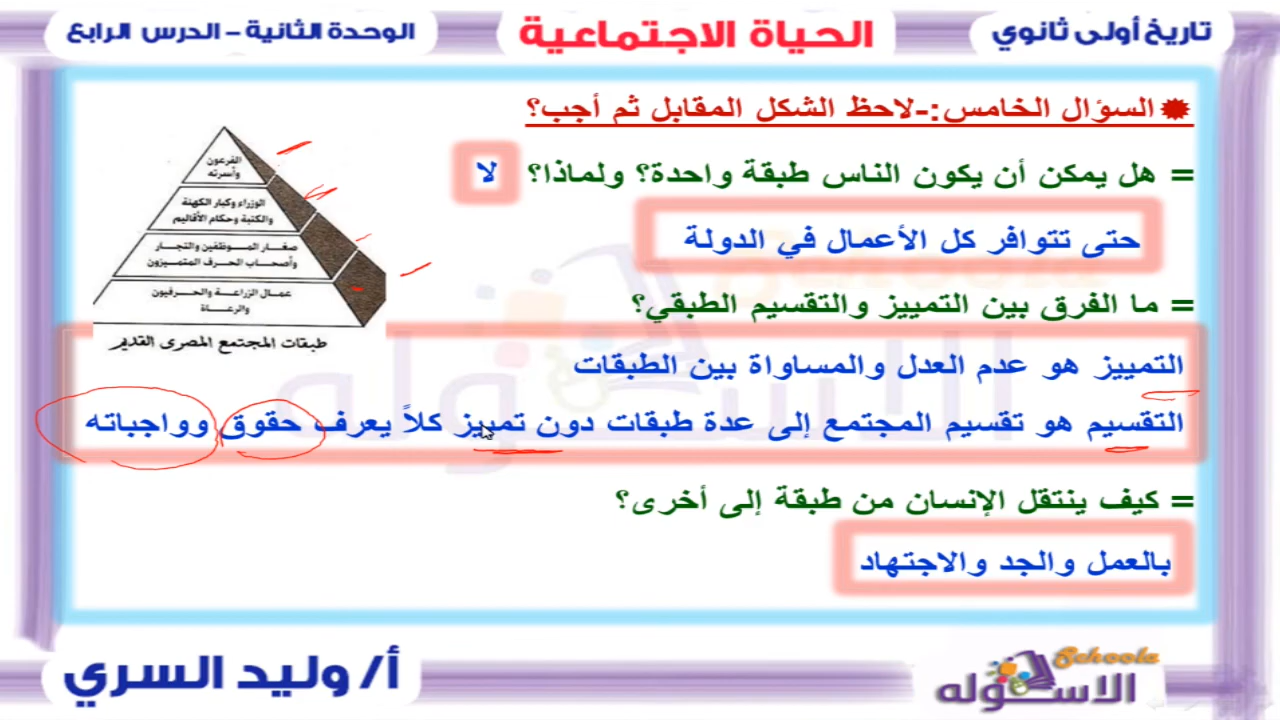 تاريخ أولى ثانوي
الحياة الاجتماعية
الوحدة الثانية - الدرس الرابع
السؤال الخامس:-لاحظ الشكل المقابل ثم أجب؟
= هل يمكن أن يكون الناس طبقة واحدة؟ ولماذا؟ لا
حتى تتوافر كل الأعمال في الدولة
= ما الفرق بين التمييز والتقسيم الطبقي؟
التمييز هو عدم العدل والمساواة بين الطبقات
التقسيم هو تقسيم المجتمع إلى عدة طبقات دون تمييز كلاً يعرف حقوق وواجباته
= كيف ينتقل الإنسان من طبقة إلى أخرى؟
بالعمل والجد والاجتهاد
الفرعون
وأسرته
الوزراء وكبار الكهنة
والكتبة وحكام الأقاليم
صغار الموظفين والتجار
وأصحاب الحرف المتميزون
عمال الزراعة والحرفيون
والرعاة
طبقات المجتمع المصرى القديم
أ/ وليد السري
Schoola
الاسكوله